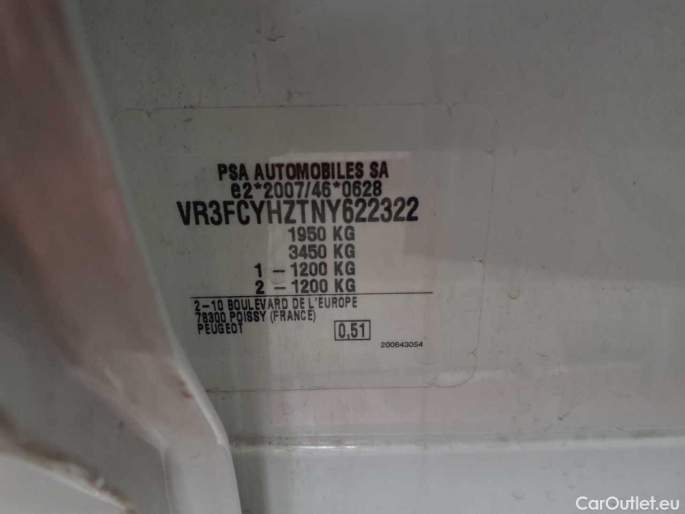 PSA AUTOMOBILES SA
e2*2007/46*0628
VR3FCYHZTNY622322
1950 KG
3450 KG
1 – 1200 KG
2 – 1200 KG
2–10 BOULEVARD DE L'EUROPE
78300 POISSY (FRANCE)
PEUGEOT
0,51
200643054
CarOutlet.eu